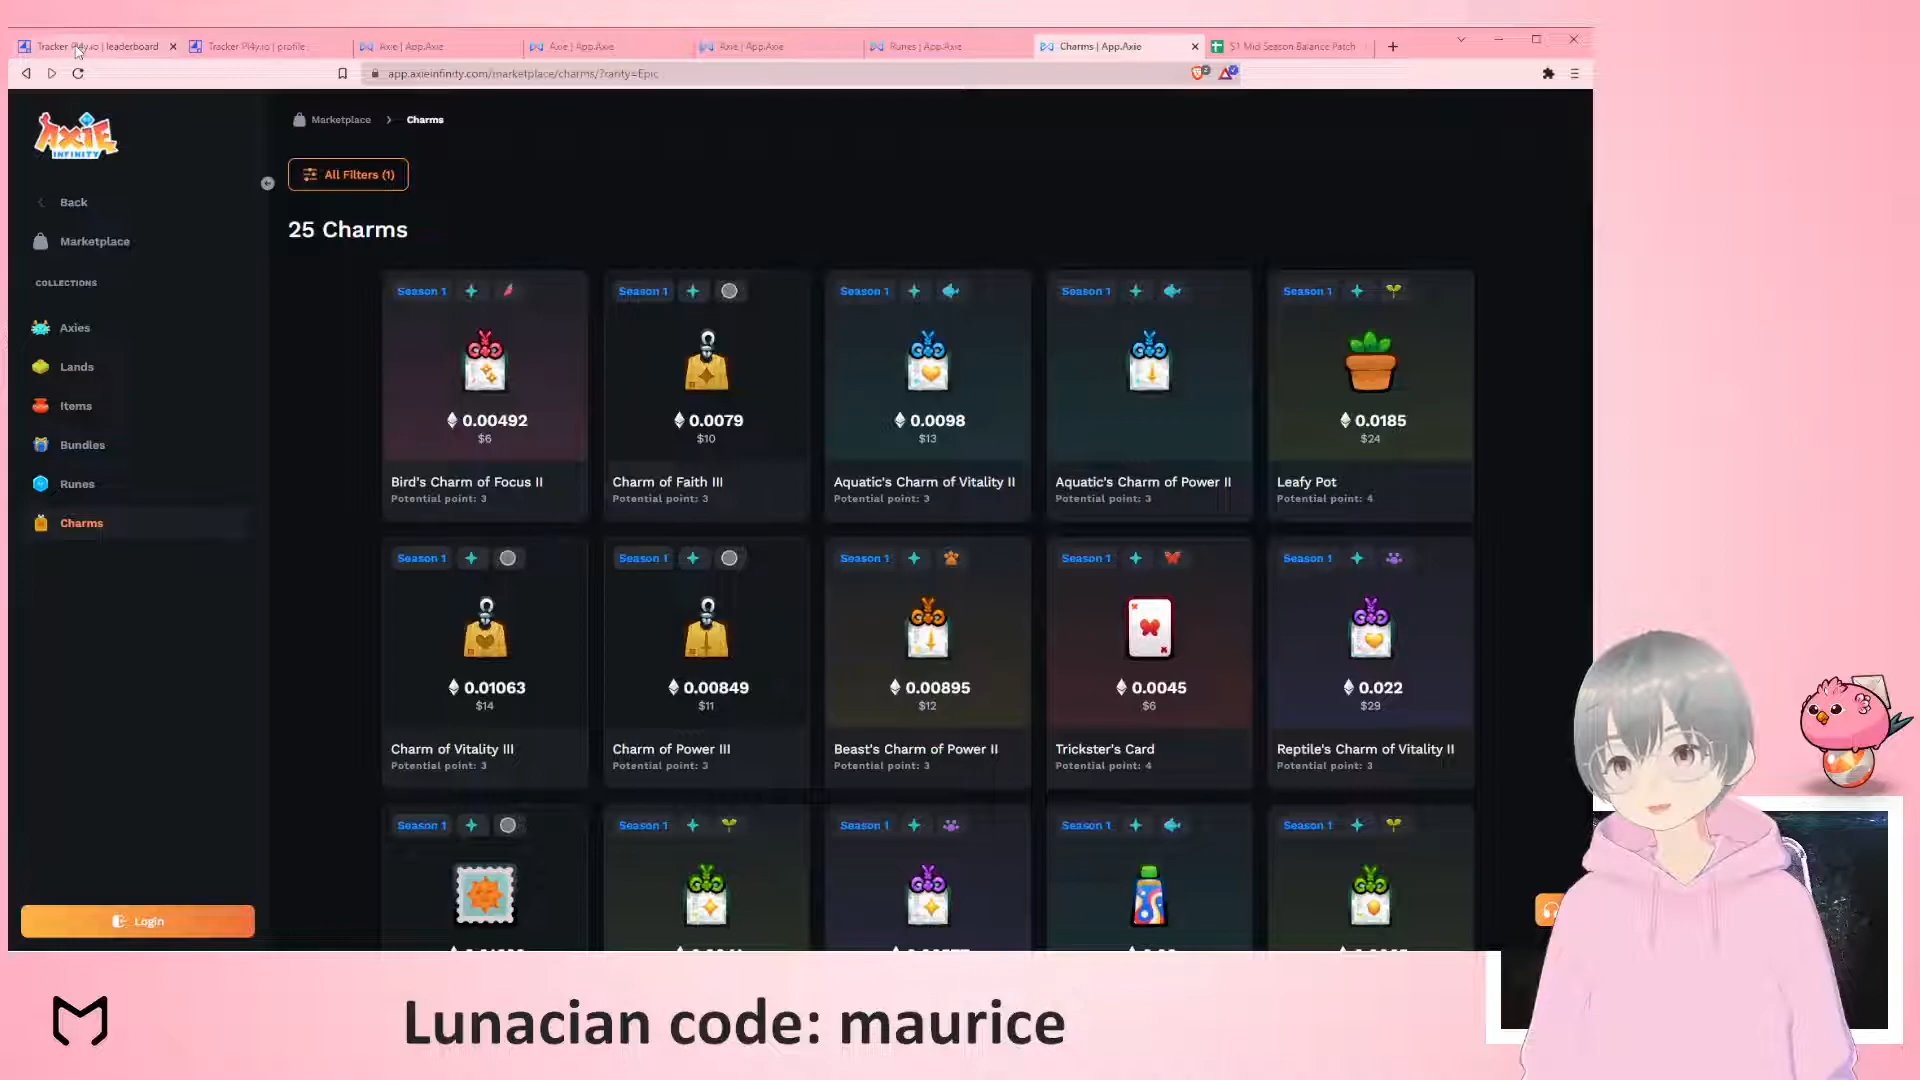 Tracker Pl4y.io | leaderboard
Tracker Pl4y.io | profile
Axie | App.Axie
Axie | App.Axie
Axie | App.Axie
Runes | App.Axie
Charms | App.Axie
S1 Mid Season Balance Patch
app.axieinfinity.com/marketplace/charms/?rarity=Epic
AXIE
INFINITY
Back
Marketplace
COLLECTIONS
Axies
Lands
Items
Bundles
Runes
Charms
Login
Marketplace
Charms
All Filters (1)
25 Charms
Season 1
0.00492
$6
Bird's Charm of Focus II
Potential point: 3
Season 1
0.0079
$10
Charm of Faith III
Potential point: 3
Season 1
0.0098
$13
Aquatic's Charm of Vitality II
Potential point: 3
Season 1
Aquatic's Charm of Power II
Potential point: 3
Season 1
0.0185
$24
Leafy Pot
Potential point: 4
Season 1
0.01063
$14
Charm of Vitality III
Potential point: 3
Season 1
0.00849
$11
Charm of Power III
Potential point: 3
Season 1
0.00895
$12
Beast's Charm of Power II
Potential point: 3
Season 1
0.0045
$6
Trickster's Card
Potential point: 4
Season 1
0.022
$29
Reptile's Charm of Vitality II
Potential point: 3
Season 1
Season 1
Season 1
Season 1
Season 1
Lunacian code: maurice